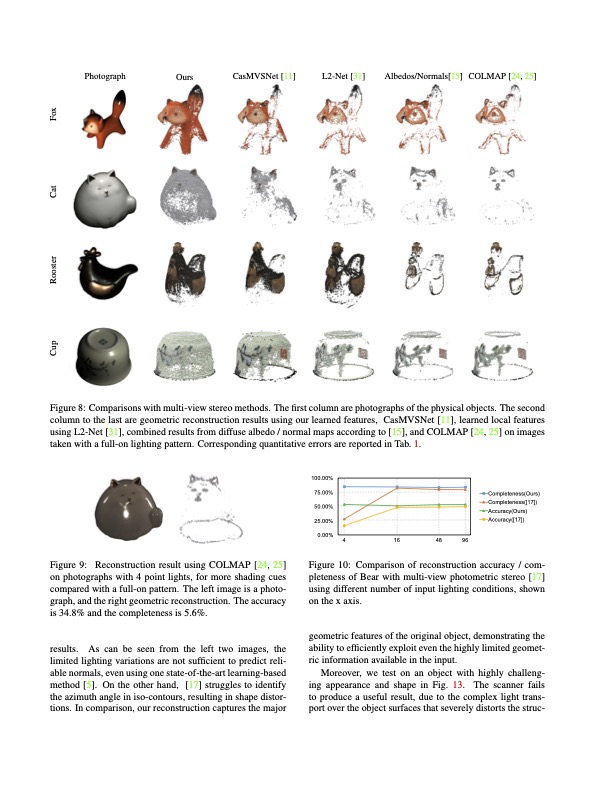 Photograph Ours CasMVSNet [11] L2-Net [31] Albedos/Normals[15] COLMAP [24, 25]
Fox
Cat
Rooster
Cup
Figure 8: Comparisons with multi-view stereo methods. The first column are photographs of the physical objects. The second
column to the last are geometric reconstruction results using our learned features, CasMVSNet [11], learned local features
using L2-Net [31], combined results from diffuse albedo / normal maps according to [15], and COLMAP [24, 25] on images
taken with a full-on lighting pattern. Corresponding quantitative errors are reported in Tab. 1.
Figure 9: Reconstruction result using COLMAP [24, 25]
on photographs with 4 point lights, for more shading cues
compared with a full-on pattern. The left image is a photo-
graph, and the right geometric reconstruction. The accuracy
is 34.8% and the completeness is 5.6%.
results. As can be seen from the left two images, the
limited lighting variations are not sufficient to predict reli-
able normals, even using one state-of-the-art learning-based
method [5]. On the other hand, [17] struggles to identify
the azimuth angle in iso-contours, resulting in shape distor-
tions. In comparison, our reconstruction captures the major
100.00%
75.00%
50.00%
25.00%
0.00%
4 16 48 96
Completeness(Ours)
Completeness([17])
Accuracy(Ours)
Accuracy([17])
Figure 10: Comparison of reconstruction accuracy / com-
pleteness of Bear with multi-view photometric stereo [17]
using different number of input lighting conditions, shown
on the x axis.
geometric features of the original object, demonstrating the
ability to efficiently exploit even the highly limited geomet-
ric information available in the input.
Moreover, we test on an object with highly challeng-
ing appearance and shape in Fig. 13. The scanner fails
to produce a useful result, due to the complex light trans-
port over the object surfaces that severely distorts the struc-